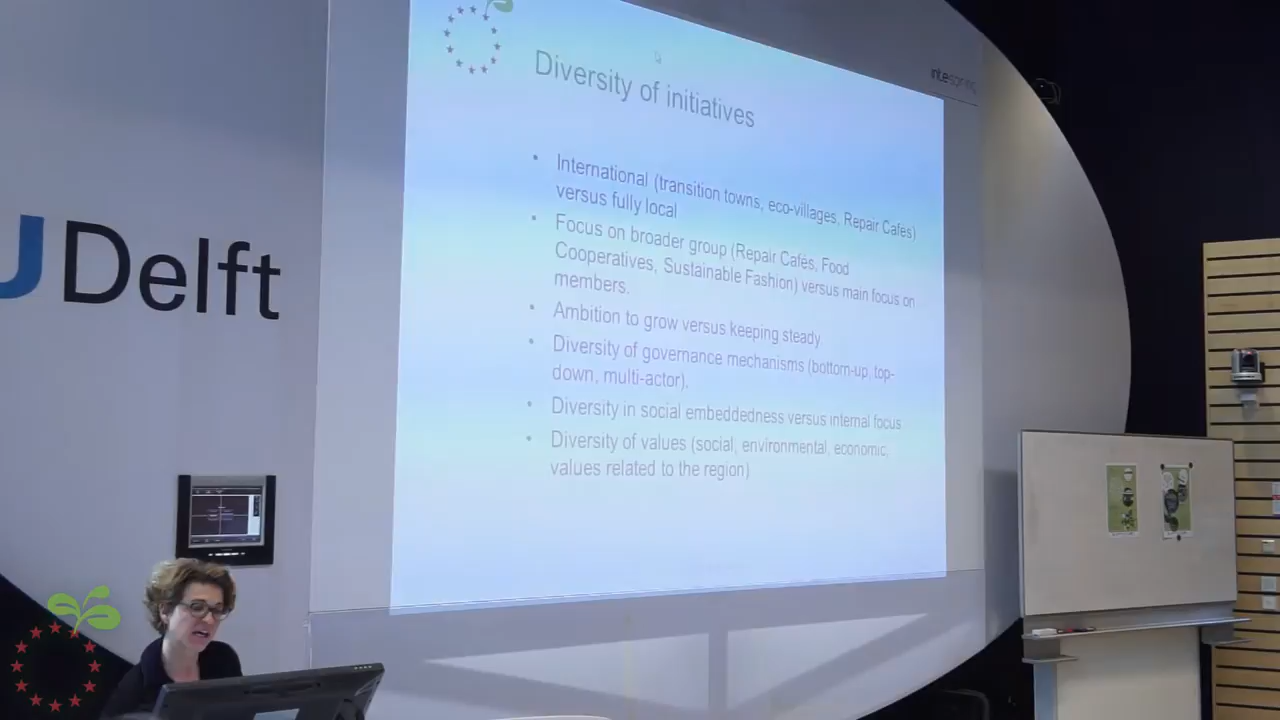 Diversity of initiatives
• International (transition towns, eco-villages, Repair Cafes)
versus fully local
• Focus on broader group (Repair Cafés, Food
Cooperatives, Sustainable Fashion) versus main focus on
members.
• Ambition to grow versus keeping steady.
• Diversity of governance mechanisms (bottom-up, top-
down, multi-actor),
• Diversity in social embeddedness versus internal focus
• Diversity of values (social, environmental, economic,
values related to the region)
UDelft